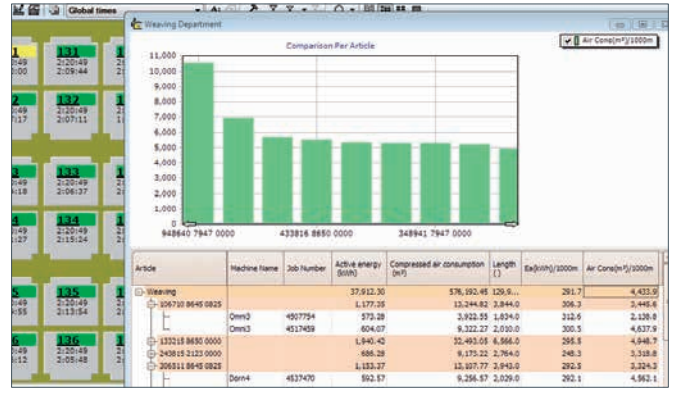 Global times
Weaving Department
Comparison Per Article
Air Cons(m³)/1000m
11,000
10,000
9,000
8,000
7,000
6,000
5,000
4,000
3,000
2,000
1,000
0
948640 7947 0000 433816 8650 0000 348941 7947 0000
131
2:20:49
2:09:44
132
2:20:49
2:07:11
133
2:20:49
2:06:37
134
2:20:49
2:15:24
135
2:20:49
2:13:54
136
2:20:49
2:05:48
Article Machine Name Job Number Active energy (kWh) Compressed air consumption (m³) Length () Ea(kWh)/1000m Air Cons(m³)/1000m
Weaving 37,912.30 576,192.45 129,9... 291.7 4,433.9
106710 8645 0825 1,177.35 13,244.82 3,844.0 306.3 3,445.6
Omni3 4507754 573.28 3,922.55 1,834.0 312.6 2,138.8
Omni3 4517459 604.07 9,322.27 2,010.0 300.5 4,637.9
133215 8650 0000 1,940.42 32,493.05 6,566.0 295.5 4,948.7
243815 2123 0000 686.28 9,173.22 2,764.0 248.3 3,318.8
306511 8645 0825 1,153.37 13,107.77 3,943.0 292.5 3,324.3
Dorn4 4537470 592.57 9,256.57 2,029.0 292.1 4,562.1